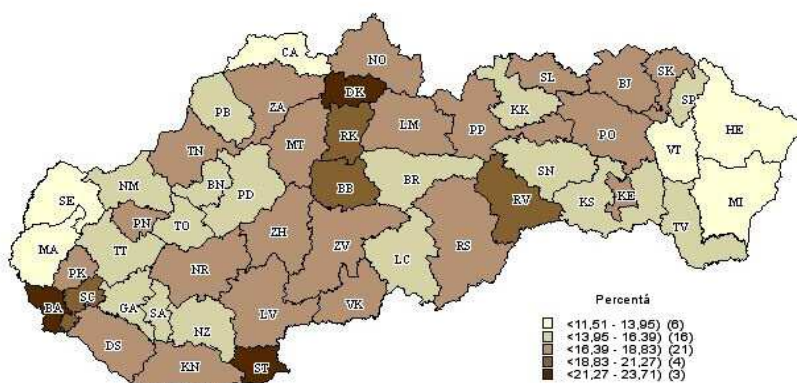 CA
NO
DK
ZA
PB
SL
BJ
SK
SP
KK
HE
RK
LM
PP
PO
MT
TN
VT
SN
BN
NM
PD
BR
BB
RV
KE
KS
SE
MI
PN
TO
TV
ZH
ZV
RS
TT
MA
LC
NR
PK
SC
BA
GA
SA
LV
VK
NZ
DS
KN
ST
Percentá
<11,51 - 13,95) (6)
<13,95 - 16,39) (16)
<16,39 - 18,83) (21)
<18,83 - 21,27) (4)
<21,27 - 23,71) (3)